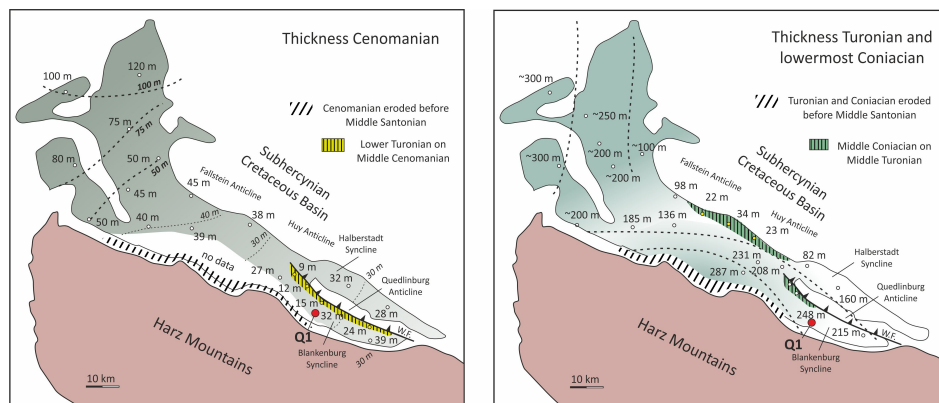 Thickness Cenomanian
120 m
100 m
100 m
Cenomanian eroded before
Middle Santonian
75 m
75 m
Lower Turonian on
Middle Cenomanian
80 m
50 m
50 m
Subhercynian
Cretaceous Basin
45 m
45 m
Fallstein Anticline
50 m
40 m
40 m
38 m
39 m
30 m
Huy Anticline
no data
Halberstadt
Syncline
27 m
9 m
32 m
30 m
12 m
Quedlinburg
Anticline
15 m
32 m
28 m
Q1
24 m
39 m
W.F.
Blankenburg
Syncline
30 m
Harz Mountains
10 km
Thickness Turonian and
lowermost Coniacian
~300 m
~250 m
Turonian and Coniacian eroded
before Middle Santonian
Middle Coniacian on
Middle Turonian
~300 m
~200 m
~100 m
~200 m
Subhercynian
Cretaceous Basin
Fallstein Anticline
98 m
22 m
~200 m
185 m
136 m
34 m
23 m
Huy Anticline
231 m
82 m
Halberstadt
Syncline
287 m
208 m
160 m
Quedlinburg
Anticline
248 m
Q1
215 m
W.F.
Blankenburg
Syncline
Harz Mountains
10 km